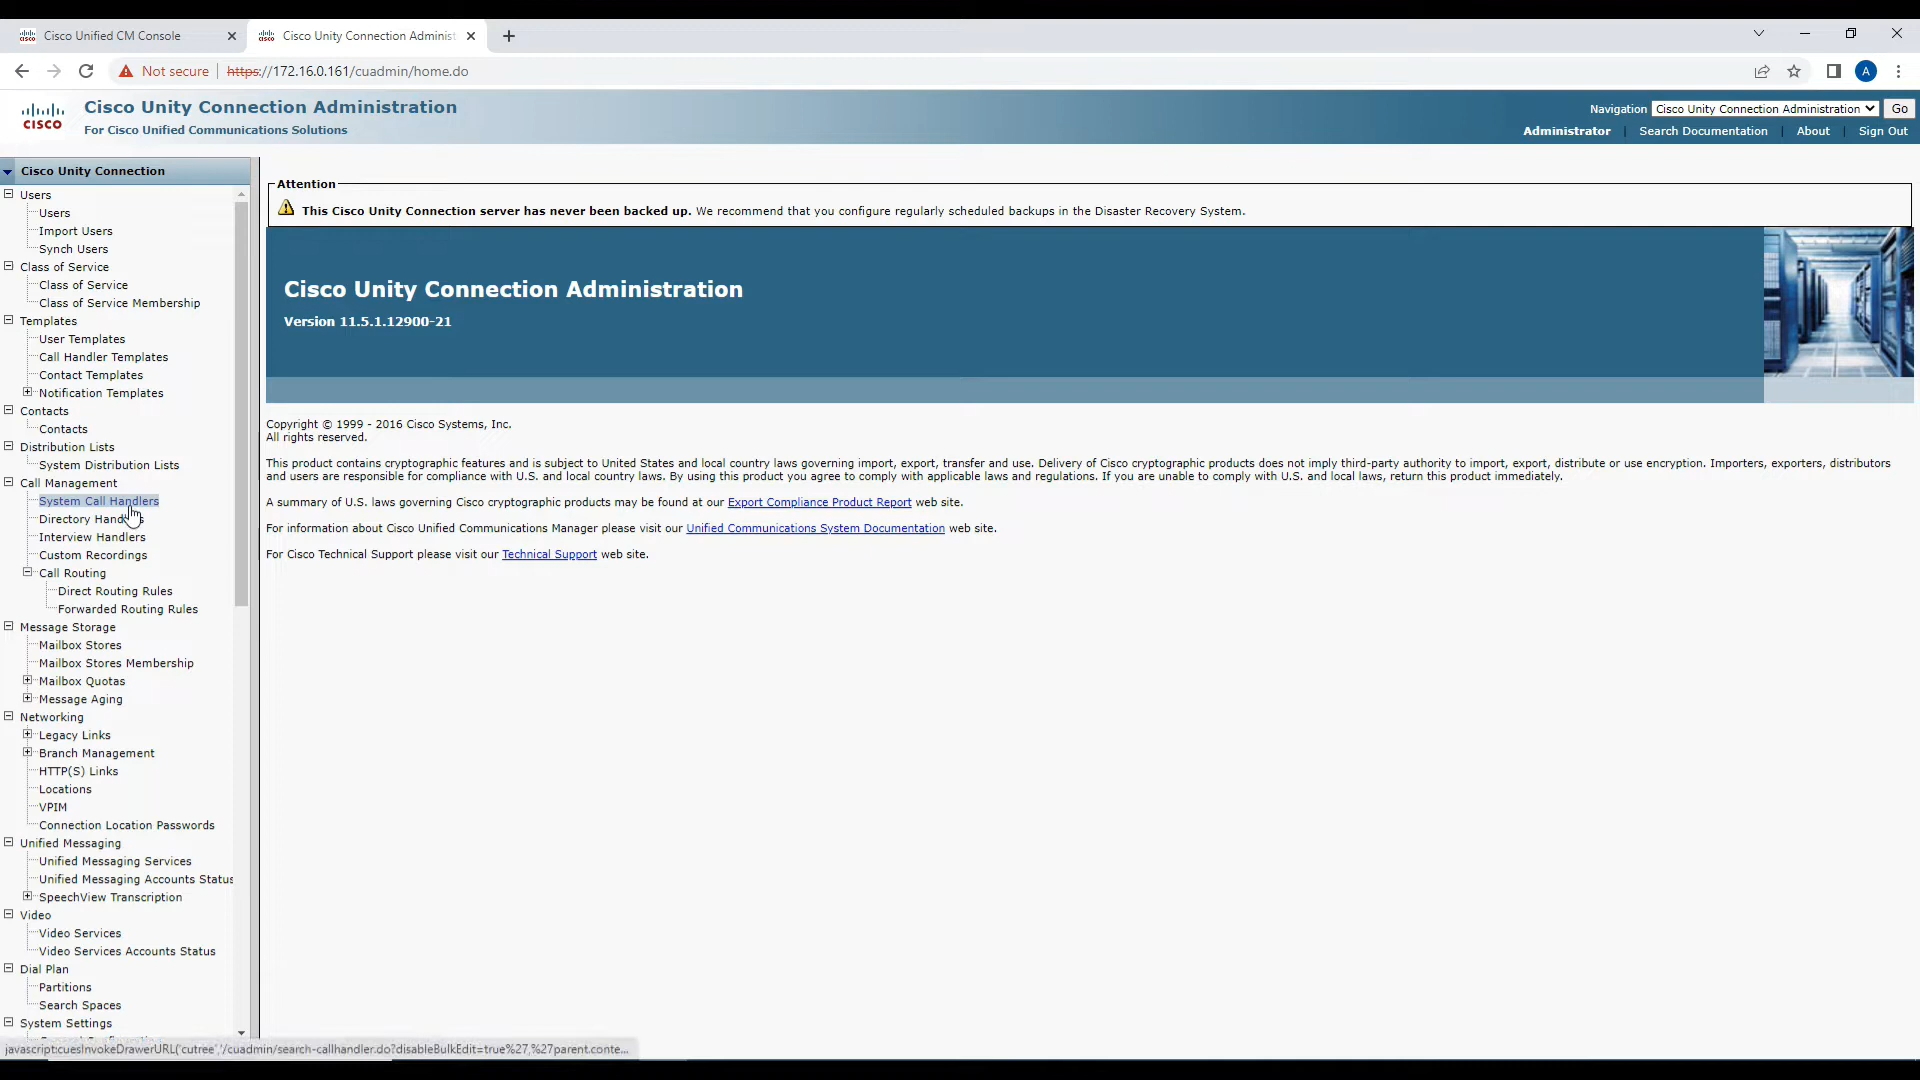 Cisco Unified CM Console
Cisco Unity Connection Administ
Not secure
https://172.16.0.161/cuadmin/home.do
A
CISCO
Cisco Unity Connection Administration
For Cisco Unified Communications Solutions
Navigation Cisco Unity Connection Administration Go
Administrator | Search Documentation | About | Sign Out
Cisco Unity Connection
Users
Users
Import Users
Synch Users
Class of Service
Class of Service
Class of Service Membership
Templates
User Templates
Call Handler Templates
Contact Templates
Notification Templates
Contacts
Contacts
Distribution Lists
System Distribution Lists
Call Management
System Call Handlers
Directory Handlers
Interview Handlers
Custom Recordings
Call Routing
Direct Routing Rules
Forwarded Routing Rules
Message Storage
Mailbox Stores
Mailbox Stores Membership
Mailbox Quotas
Message Aging
Networking
Legacy Links
Branch Management
HTTP(S) Links
Locations
VPIM
Connection Location Passwords
Unified Messaging
Unified Messaging Services
Unified Messaging Accounts Status
SpeechView Transcription
Video
Video Services
Video Services Accounts Status
Dial Plan
Partitions
Search Spaces
System Settings
javascript:cuesInvokeDrawerURL('cutree','/cuadmin/search-callhandler.do?disableBulkEdit=true%27,%27parent.conte...
Attention
This Cisco Unity Connection server has never been backed up. We recommend that you configure regularly scheduled backups in the Disaster Recovery System.
Cisco Unity Connection Administration
Version 11.5.1.12900-21
Copyright © 1999 - 2016 Cisco Systems, Inc.
All rights reserved.
This product contains cryptographic features and is subject to United States and local country laws governing import, export, transfer and use. Delivery of Cisco cryptographic products does not imply third-party authority to import, export, distribute or use encryption. Importers, exporters, distributors
and users are responsible for compliance with U.S. and local country laws. By using this product you agree to comply with applicable laws and regulations. If you are unable to comply with U.S. and local laws, return this product immediately.
A summary of U.S. laws governing Cisco cryptographic products may be found at our Export Compliance Product Report web site.
For information about Cisco Unified Communications Manager please visit our Unified Communications System Documentation web site.
For Cisco Technical Support please visit our Technical Support web site.